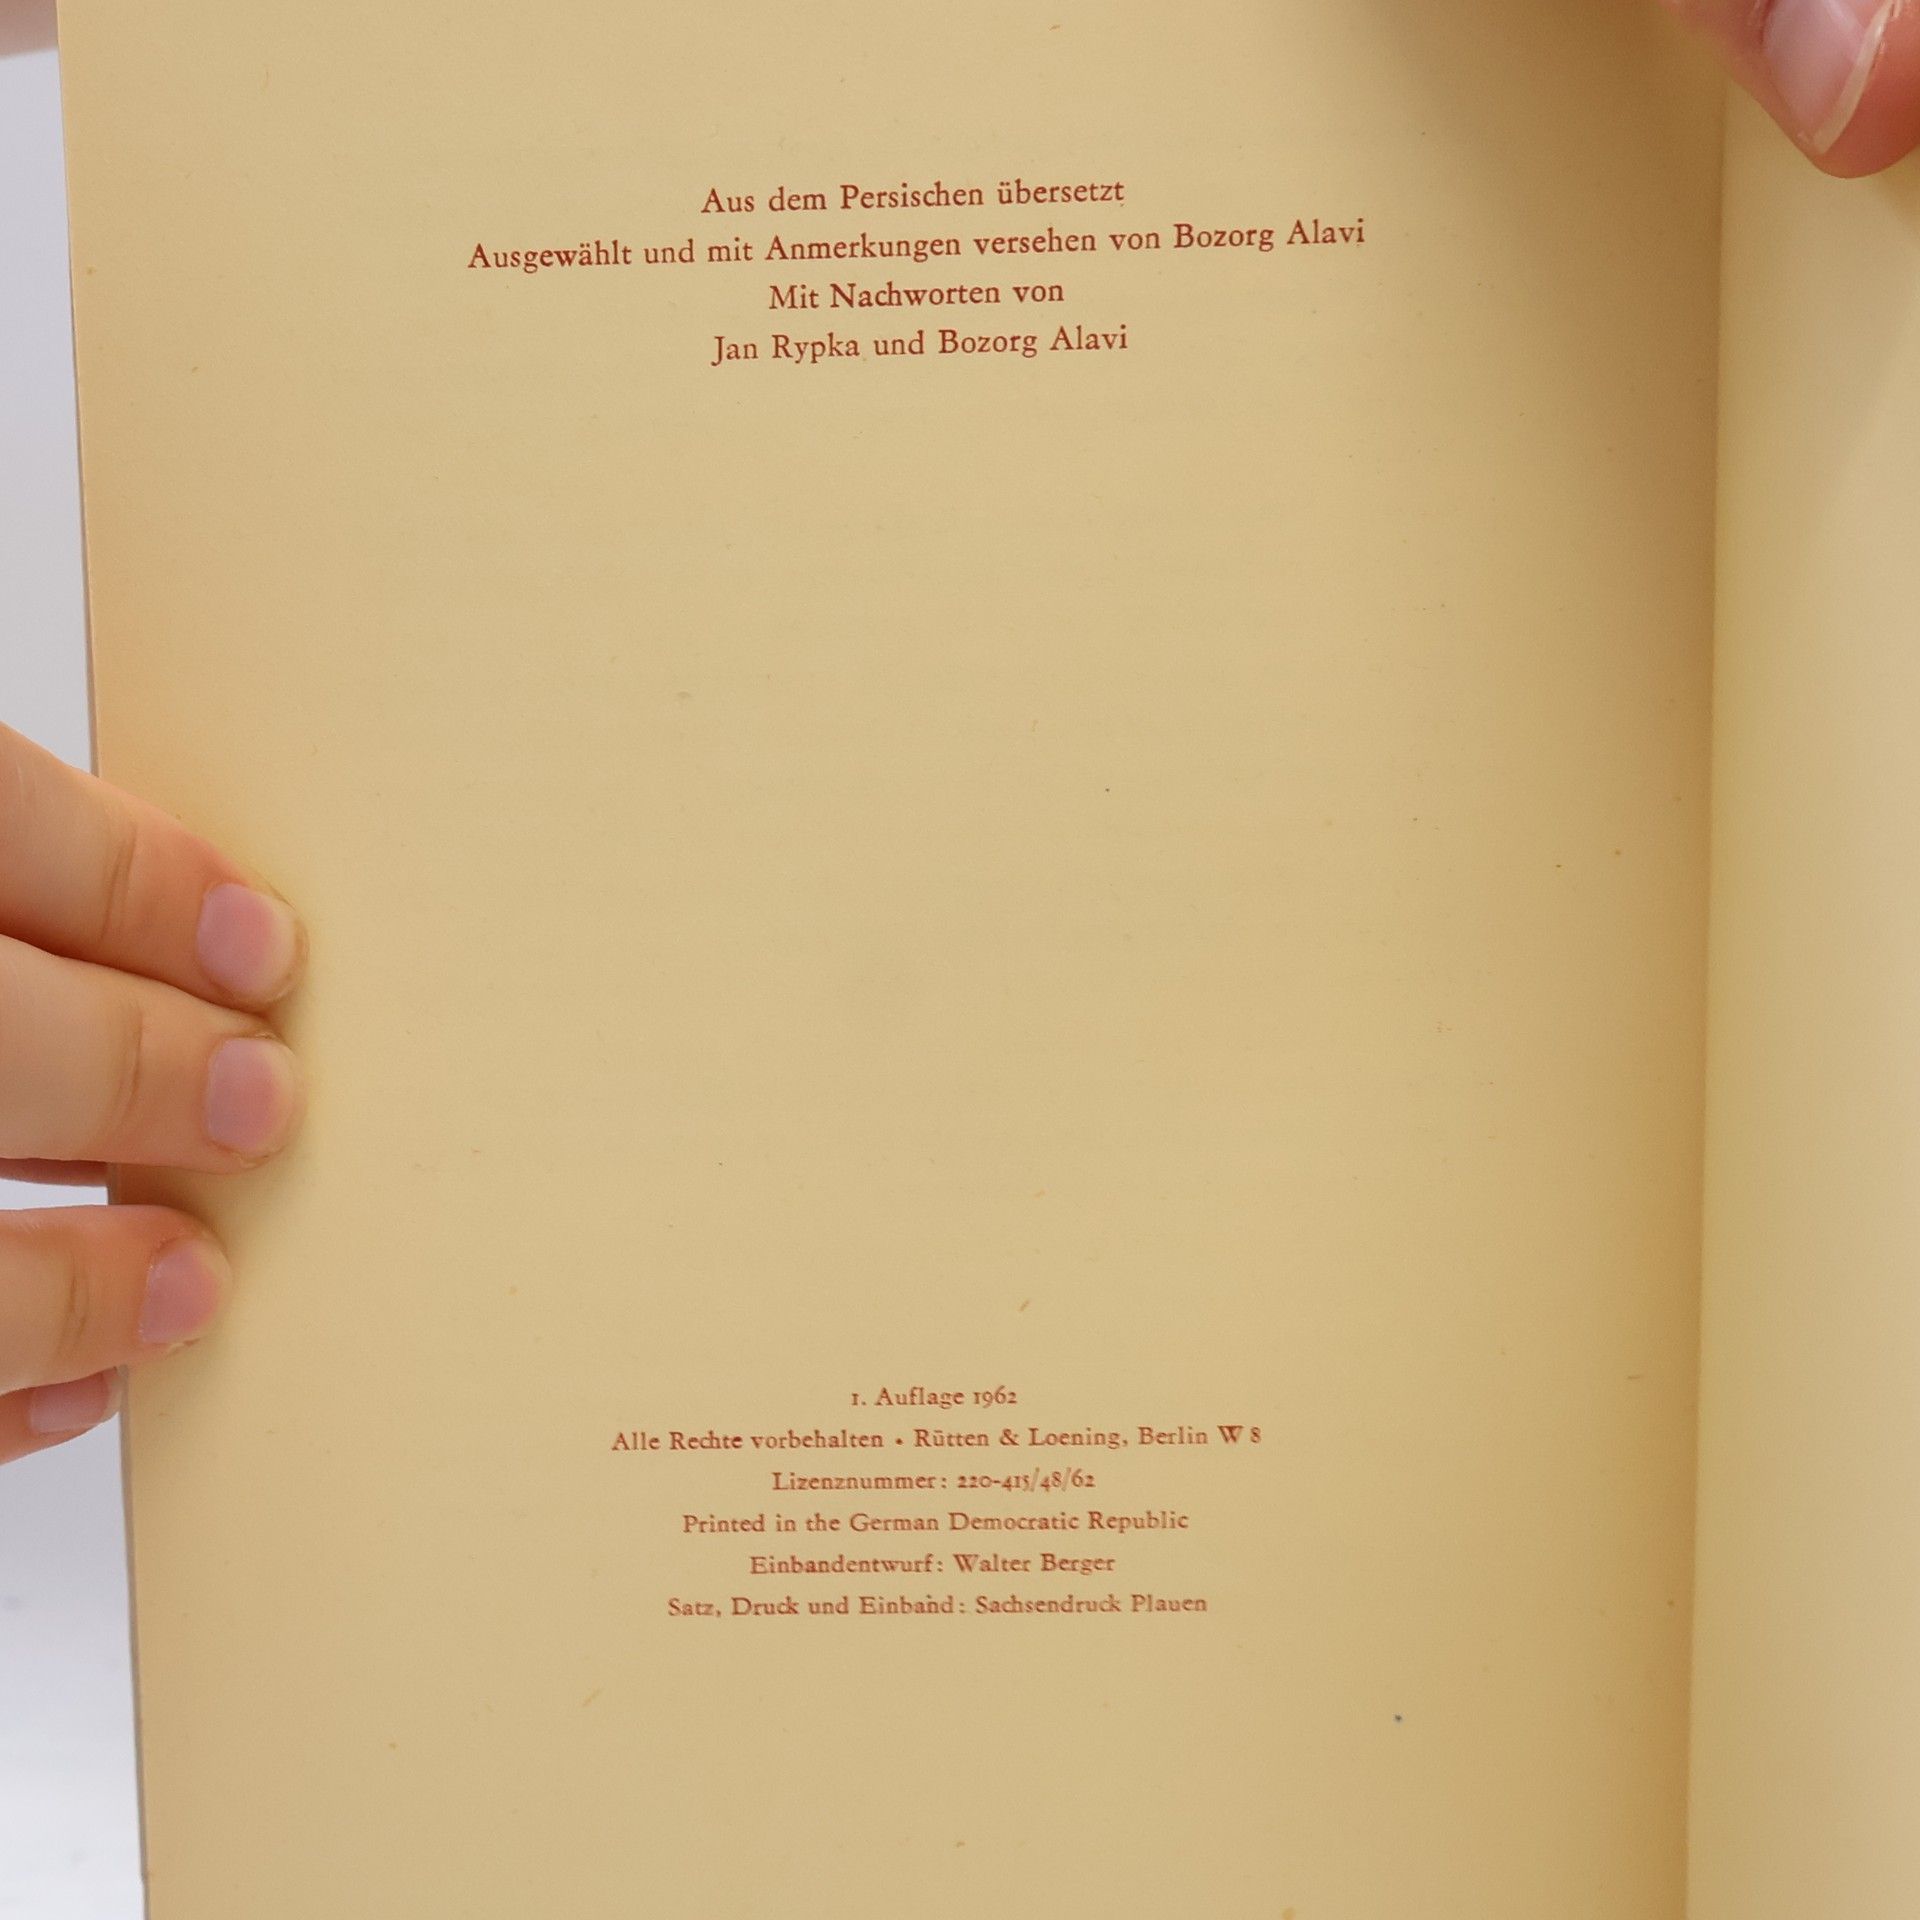 Aus dem Persischen übersetzt
Ausgewählt und mit Anmerkungen versehen von Bozorg Alavi
Mit Nachworten von
Jan Rypka und Bozorg Alavi
1. Auflage 1962
Alle Rechte vorbehalten • Rütten & Loening, Berlin W 8
Lizenznummer: 220-415/48/62
Printed in the German Democratic Republic
Einbandentwurf: Walter Berger
Satz, Druck und Einband: Sachsendruck Plauen